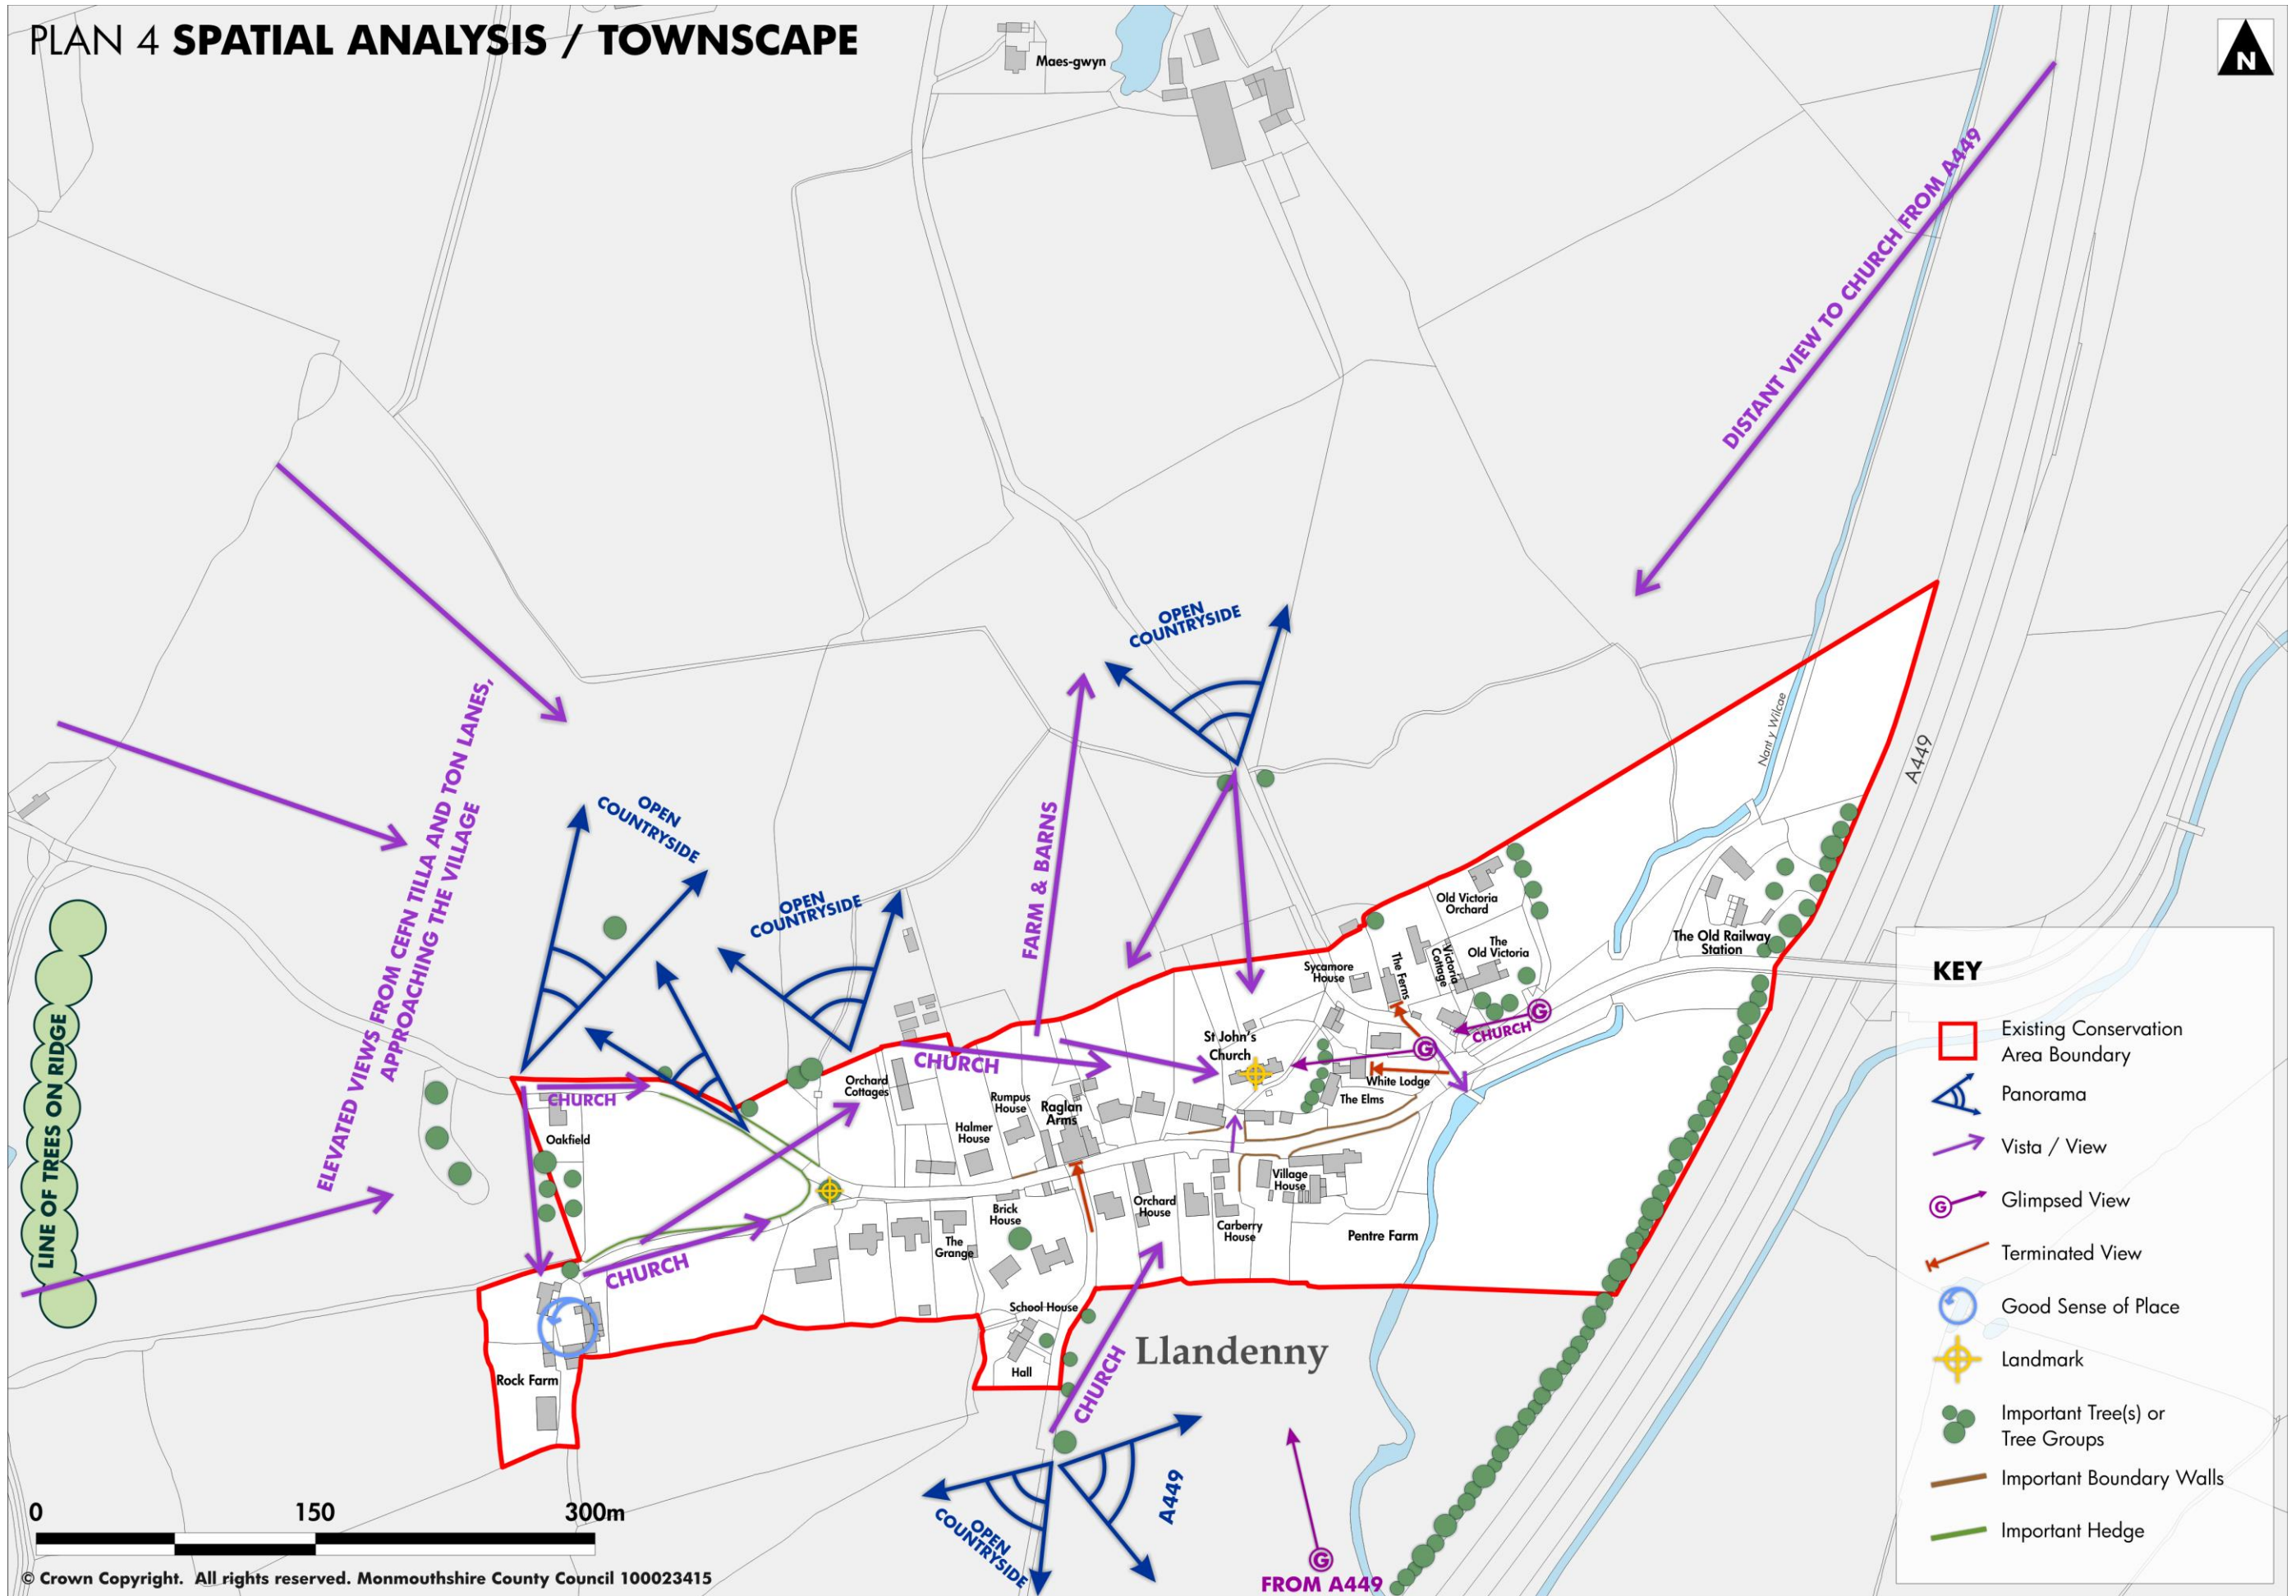 PLAN 4 SPATIAL ANALYSIS / TOWNSCAPE
N
Maes-gwyn
DISTANT VIEW TO CHURCH FROM A449
OPEN
COUNTRYSIDE
ELEVATED VIEWS FROM CEFN TILLA AND TON LANES,
APPROACHING THE VILLAGE
OPEN
COUNTRYSIDE
OPEN
COUNTRYSIDE
FARM & BARNS
Nant y Wilcae
A449
LINE OF TREES ON RIDGE
Old Victoria
Orchard
The
Old Victoria
Victoria
Cottage
The Ferns
Sycamore
House
The Old Railway
Station
G
CHURCH
G
St John's
Church
White Lodge
The Elms
CHURCH
CHURCH
Orchard
Cottages
Rumpus
House
Raglan
Arms
Halmer
House
Oakfield
Village
House
Orchard
House
Carberry
House
Brick
House
The
Grange
Pentre Farm
CHURCH
School House
Hall
CHURCH
Llandenny
Rock Farm
OPEN
COUNTRYSIDE
A449
G
FROM A449
KEY
Existing Conservation
Area Boundary
Panorama
Vista / View
G
Glimpsed View
Terminated View
Good Sense of Place
Landmark
Important Tree(s) or
Tree Groups
Important Boundary Walls
Important Hedge
0 150 300m
© Crown Copyright. All rights reserved. Monmouthshire County Council 100023415